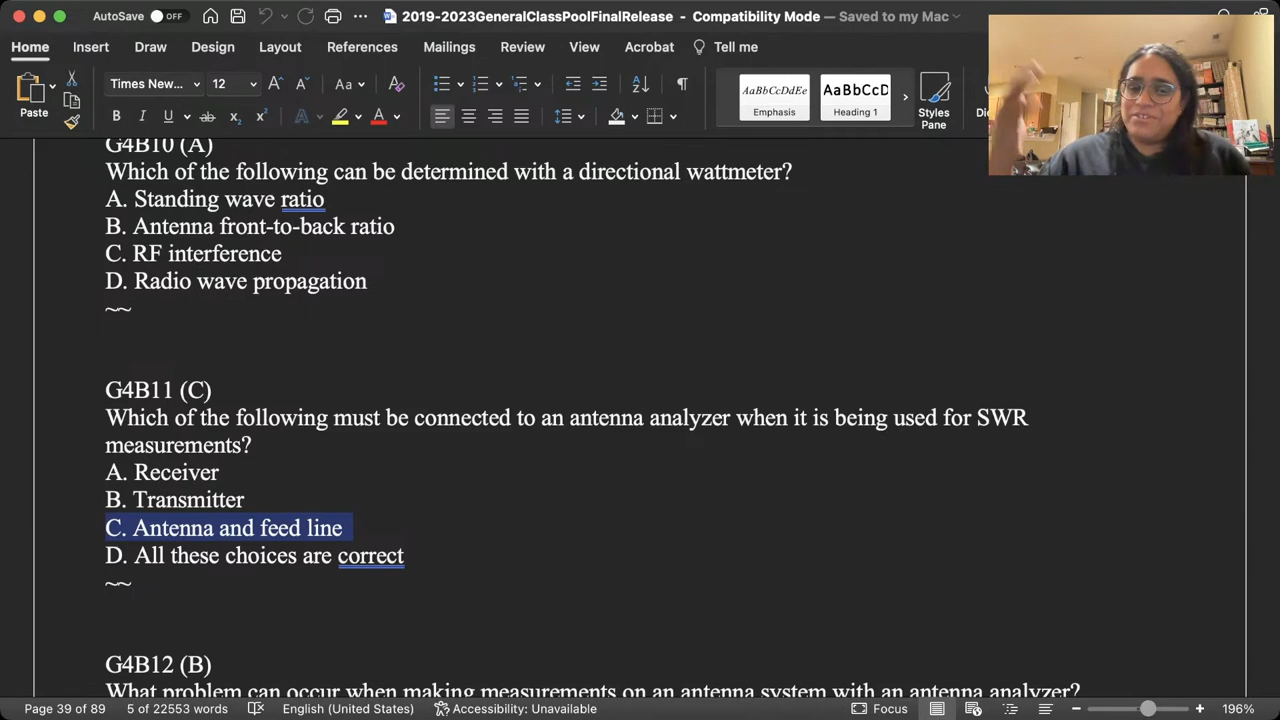 AutoSave OFF 2019-2023GeneralClassPoolFinalRelease - Compatibility Mode — Saved to my Mac
Home Insert Draw Design Layout References Mailings Review View Acrobat Tell me
Paste Times New... 12 Aa AaBbCcDdEe AaBbCcD
B I U ab x₂ x² A A Emphasis Heading 1 Styles Pane
G4B10 (A)
Which of the following can be determined with a directional wattmeter?
A. Standing wave ratio
B. Antenna front-to-back ratio
C. RF interference
D. Radio wave propagation
~~
G4B11 (C)
Which of the following must be connected to an antenna analyzer when it is being used for SWR
measurements?
A. Receiver
B. Transmitter
C. Antenna and feed line
D. All these choices are correct
~~
G4B12 (B)
What problem can occur when making measurements on an antenna system with an antenna analyzer?
Page 39 of 89 5 of 22553 words English (United States) Accessibility: Unavailable Focus 196%